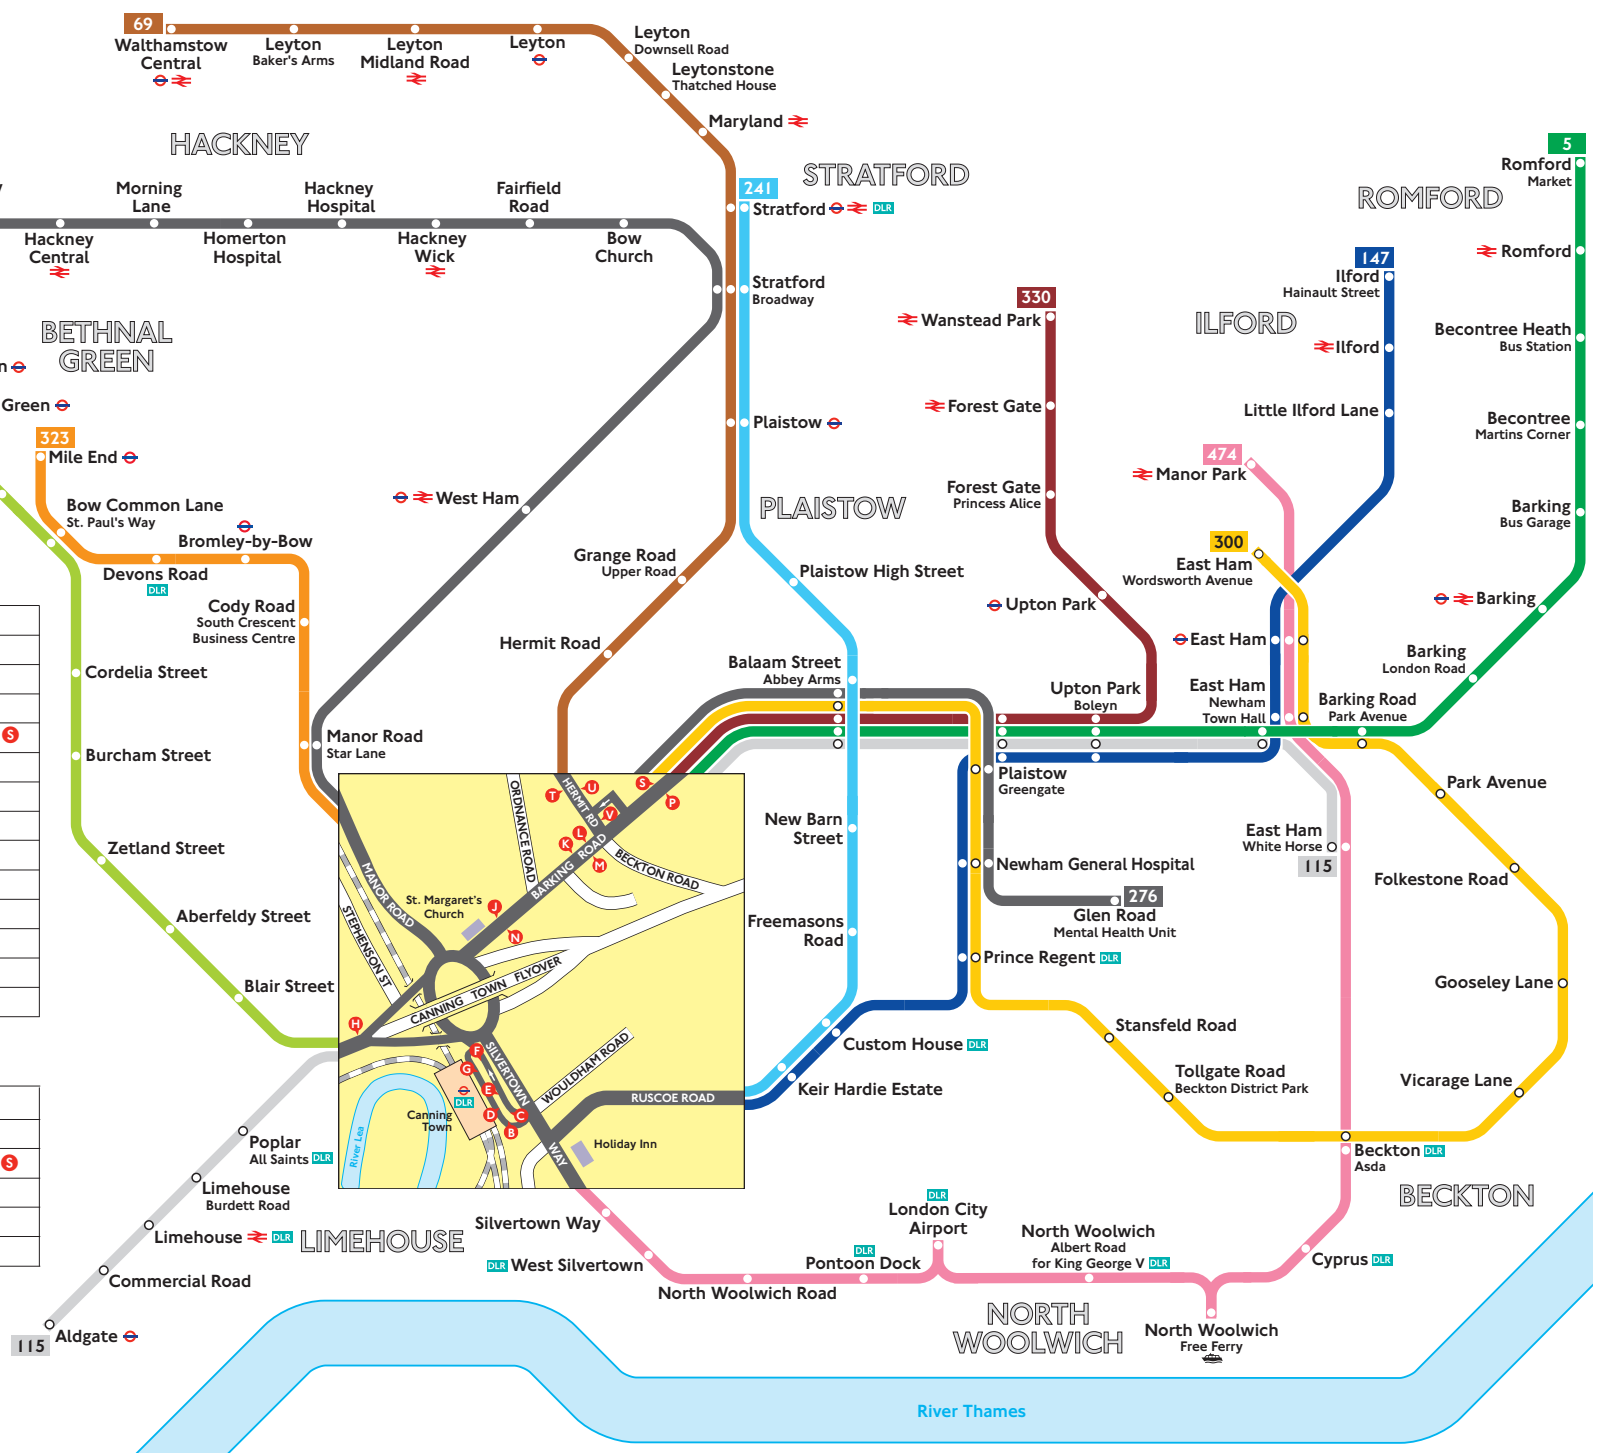 69
Walthamstow
Central
Leyton
Baker's Arms
Leyton
Midland Road
Leyton
Leyton
Downsell Road
Leytonstone
Thatched House
Maryland
HACKNEY
STRATFORD
241
Stratford
DLR
5
Romford
Market
ROMFORD
Morning
Lane
Hackney
Hospital
Fairfield
Road
Hackney
Central
Homerton
Hospital
Hackney
Wick
Bow
Church
Romford
147
Ilford
Hainault Street
Stratford
Broadway
330
Wanstead Park
ILFORD
BETHNAL
GREEN
Becontree Heath
Bus Station
Ilford
n
Green
Forest Gate
Little Ilford Lane
Plaistow
Becontree
Martins Corner
323
Mile End
474
Manor Park
Bow Common Lane
St. Paul's Way
West Ham
Forest Gate
Princess Alice
PLAISTOW
Barking
Bus Garage
Bromley-by-Bow
300
East Ham
Wordsworth Avenue
Devons Road
DLR
Grange Road
Upper Road
Plaistow High Street
Cody Road
South Crescent
Business Centre
Upton Park
Barking
East Ham
Hermit Road
Cordelia Street
Balaam Street
Abbey Arms
Barking
London Road
Upton Park
Boleyn
East Ham
Newham
Town Hall
Barking Road
Park Avenue
S
Manor Road
Star Lane
Burcham Street
Plaistow
Greengate
Park Avenue
ORDNANCE ROAD
HERMIT RD
T
U
S
P
V
L
K
M
BARKING ROAD
BECKTON ROAD
New Barn
Street
East Ham
White Horse
115
Zetland Street
MANOR ROAD
Newham General Hospital
Folkestone Road
276
Glen Road
Mental Health Unit
St. Margaret's
Church
J
N
STEPHENSON ST
Aberfeldy Street
Freemasons
Road
Prince Regent
DLR
Blair Street
CANNING TOWN FLYOVER
Gooseley Lane
H
Stansfeld Road
Custom House
DLR
F
G
E
D
C
B
SILVERTOWN
WAY
WOULDHAM ROAD
RUSCOE ROAD
DLR
Canning
Town
Holiday Inn
River Lea
Keir Hardie Estate
Tollgate Road
Beckton District Park
Vicarage Lane
Poplar
All Saints
DLR
S
Beckton
DLR
Asda
Limehouse
Burdett Road
BECKTON
Limehouse
DLR
LIMEHOUSE
Silvertown Way
DLR
London City
Airport
North Woolwich
Albert Road
for King George V
DLR
DLR
West Silvertown
DLR
Pontoon Dock
Cyprus
DLR
Commercial Road
North Woolwich Road
NORTH
WOOLWICH
North Woolwich
Free Ferry
115
Aldgate
River Thames